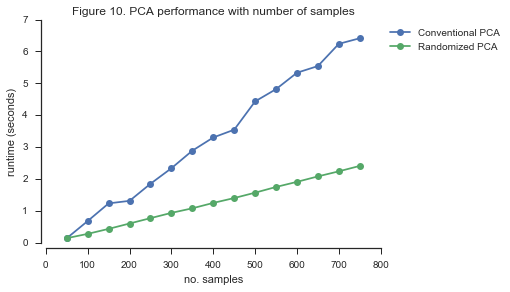 Figure 10. PCA performance with number of samples
Conventional PCA
Randomized PCA
7
6
5
4
3
2
1
0
runtime (seconds)
0 100 200 300 400 500 600 700 800
no. samples